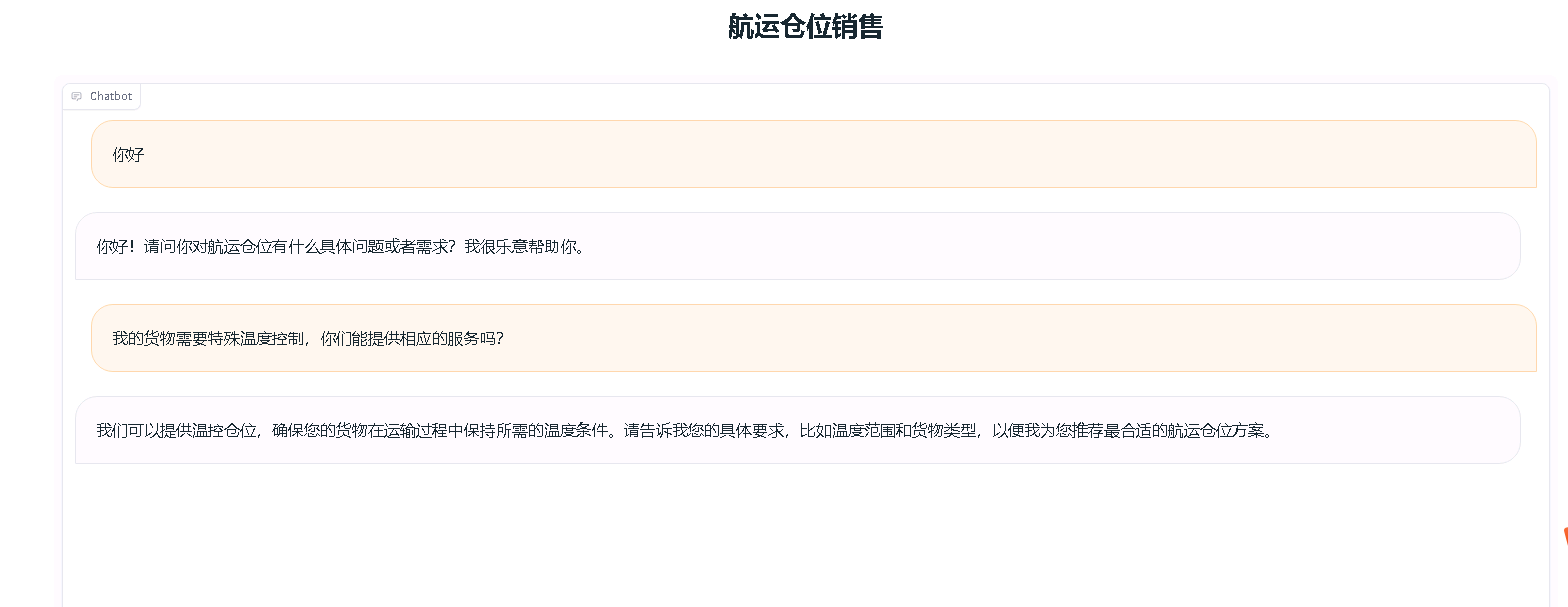 航运仓位销售
Chatbot
你好
你好！请问你对航运仓位有什么具体问题或者需求？我很乐意帮助你。
我的货物需要特殊温度控制，你们能提供相应的服务吗？
我们可以提供温控仓位，确保您的货物在运输过程中保持所需的温度条件。请告诉我您的具体要求，比如温度范围和货物类型，以便我为您推荐最合适的航运仓位方案。